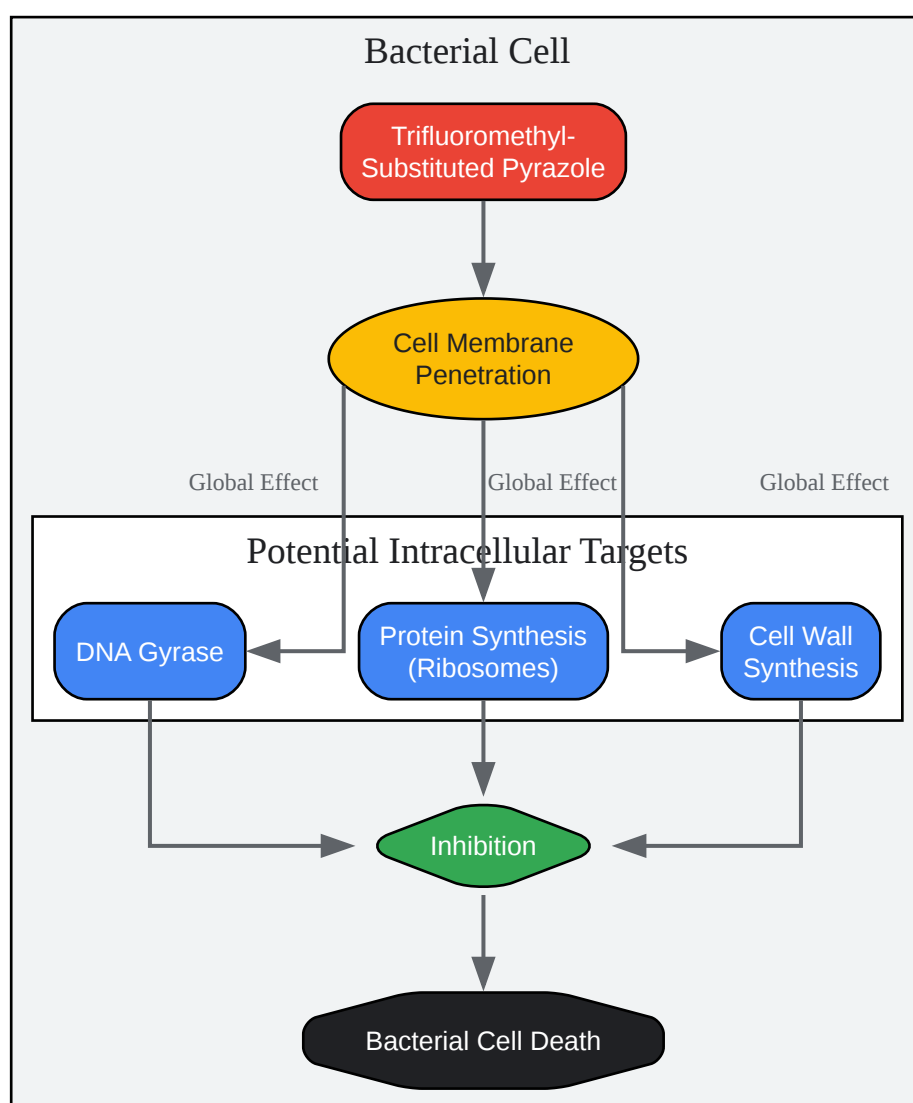 Bacterial Cell
Trifluoromethyl-
Substituted Pyrazole
Cell Membrane
Penetration
Global Effect
Global Effect
Global Effect
Potential Intracellular Targets
DNA Gyrase
Protein Synthesis
(Ribosomes)
Cell Wall
Synthesis
Inhibition
Bacterial Cell Death